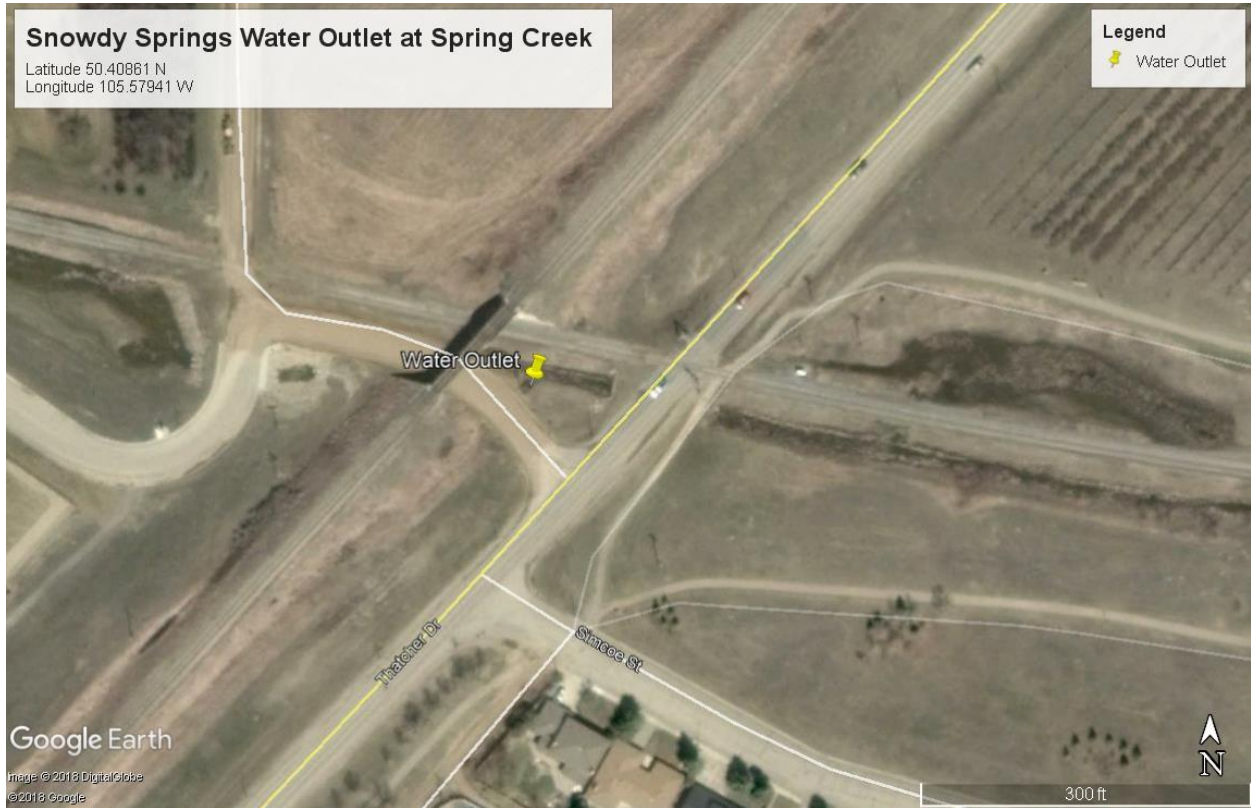 Snowdy Springs Water Outlet at Spring Creek
Latitude 50.40861 N
Longitude 105.57941 W
Legend
Water Outlet
Water Outlet
Thatcher Dr
Simcoe St
Google Earth
Image © 2018 DigitalGlobe
©2018 Google
N
300 ft